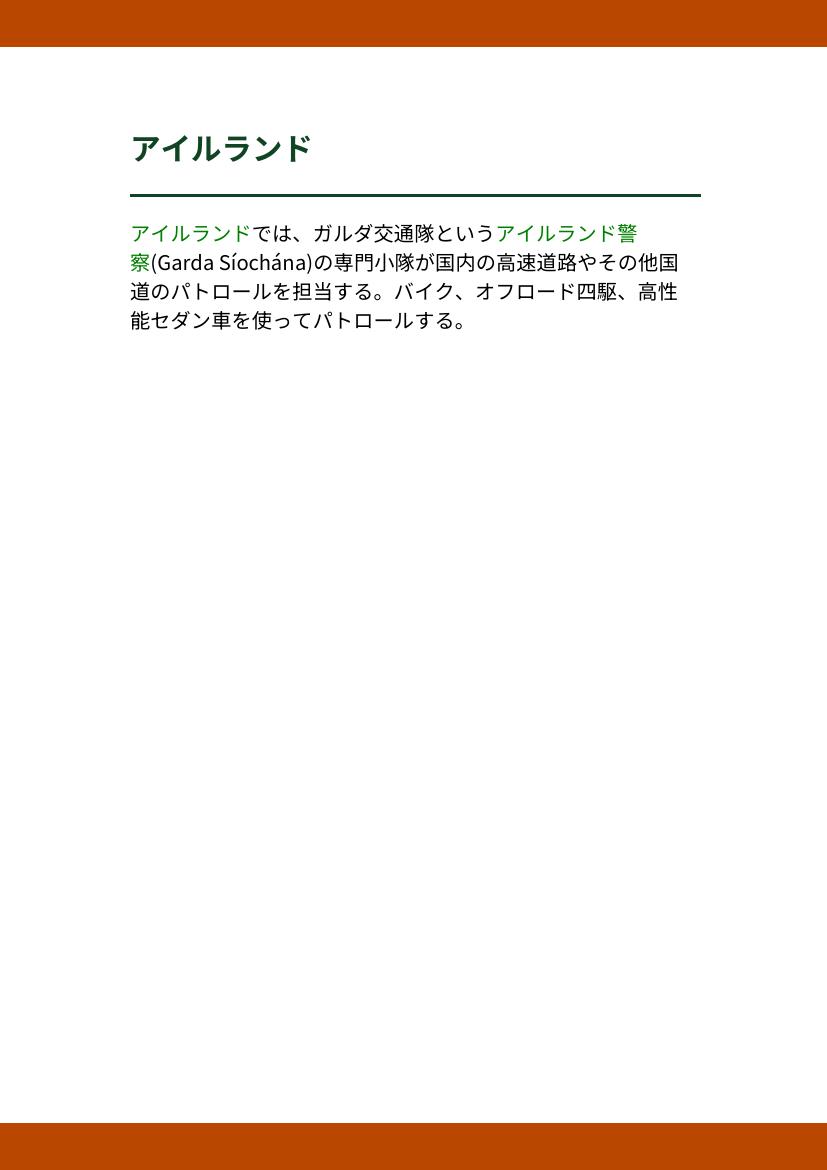 アイルランド
アイルランドでは、ガルダ交通隊というアイルランド警
察(Garda Síochána)の専門小隊が国内の高速道路やその他国
道のパトロールを担当する。バイク、オフロード四駆、高性
能セダン車を使ってパトロールする。